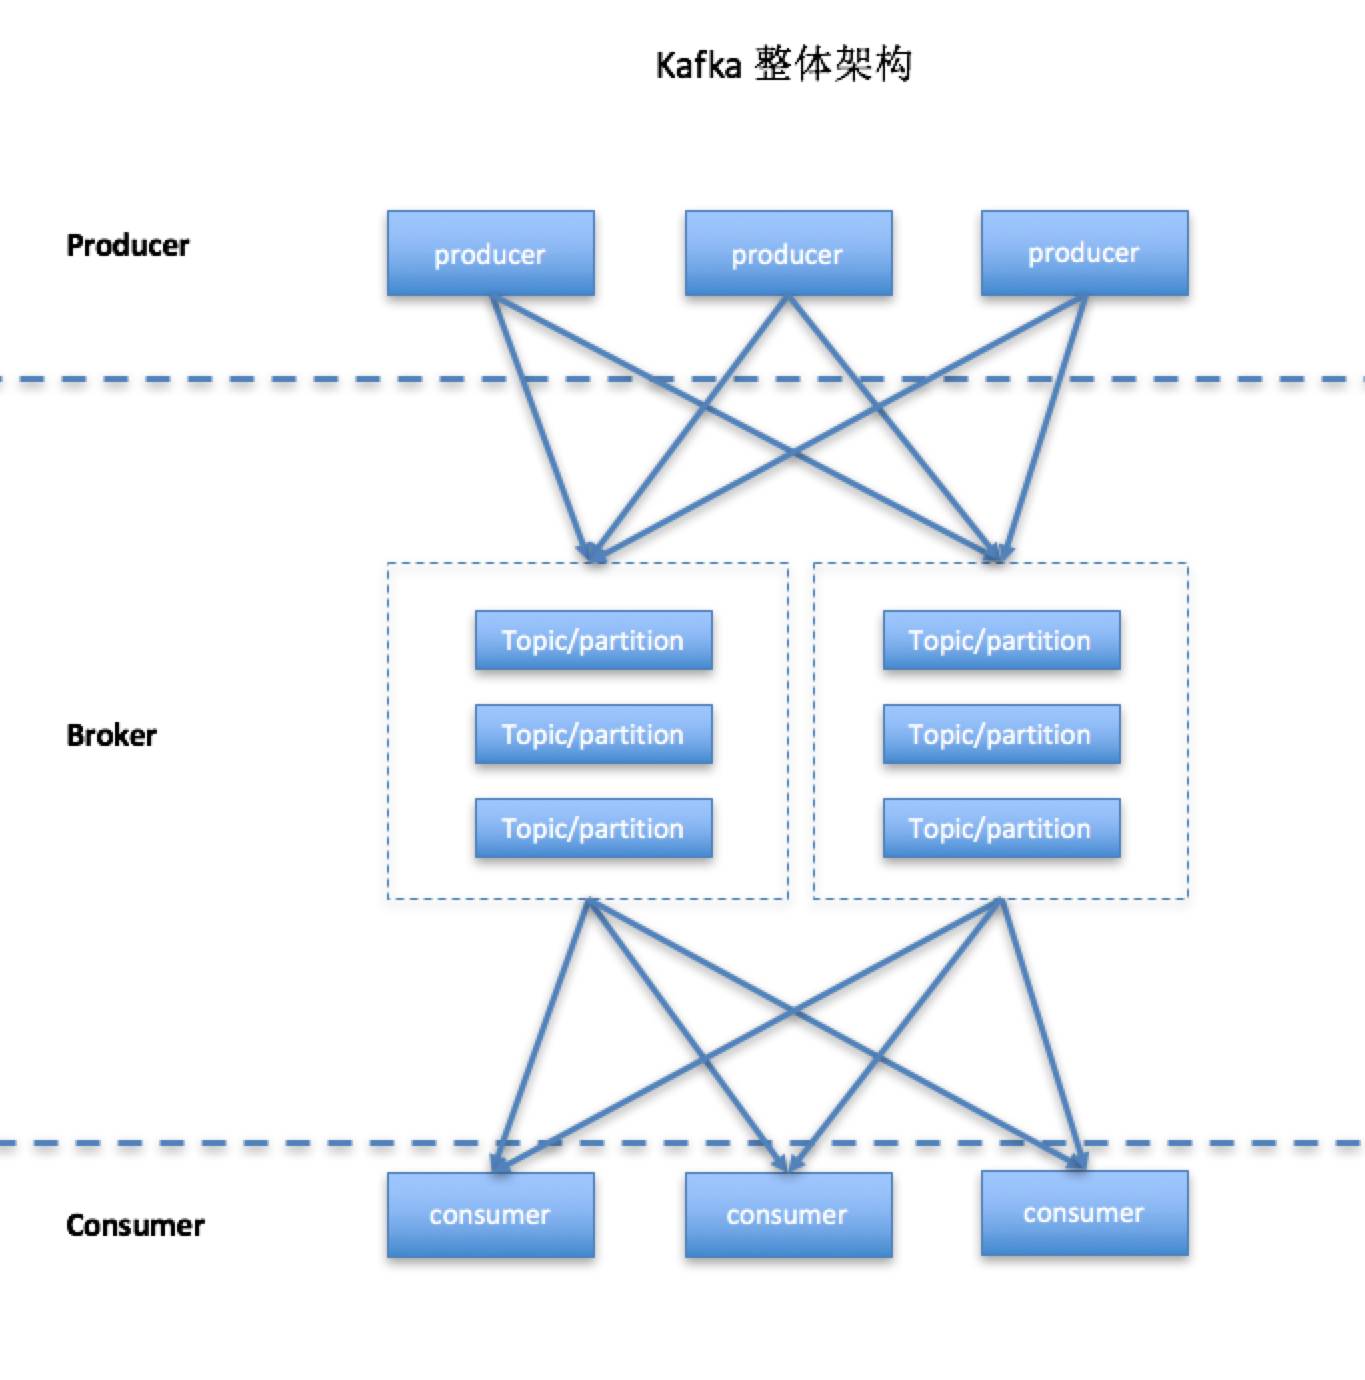 Kafka 整体架构
Producer
producer
producer
producer
Broker
Topic/partition
Topic/partition
Topic/partition
Topic/partition
Topic/partition
Topic/partition
Consumer
consumer
consumer
consumer